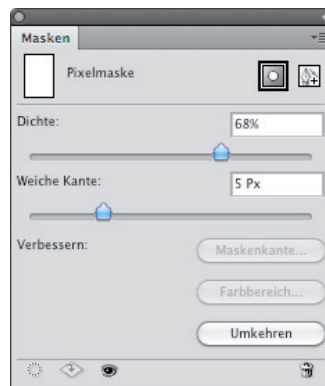 Masken
Pixelmaske
Dichte: 68%
Weiche Kante: 5 Px
Verbessern: Maskenkante...
Farbbereich...
Umkehren